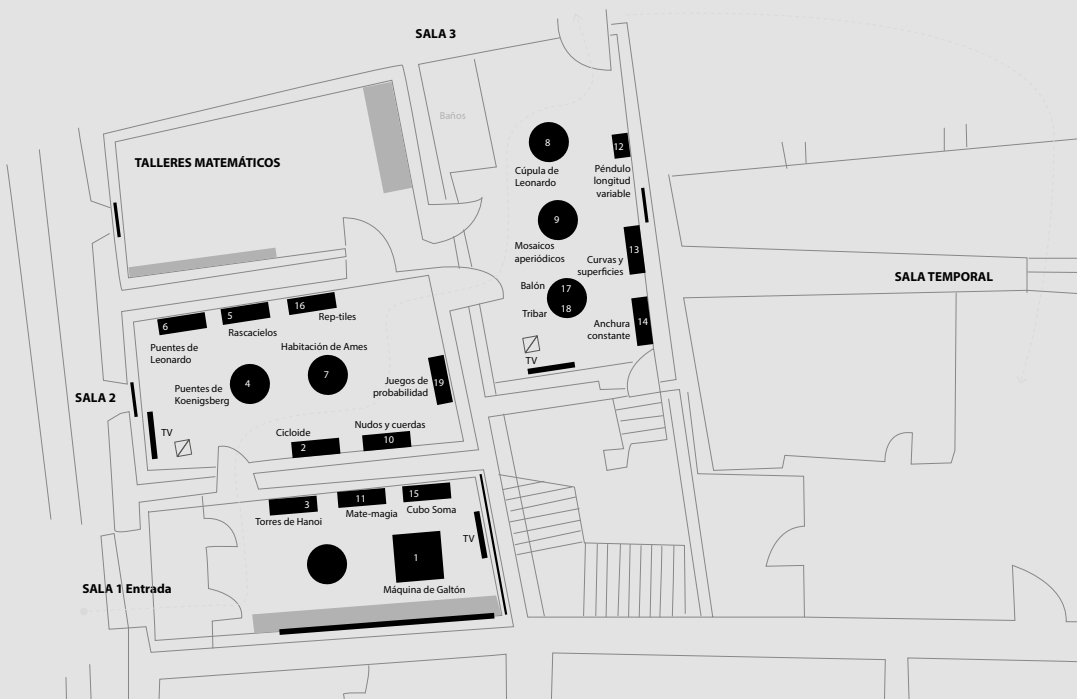 SALA 3
Baños
TALLERES MATEMÁTICOS
8
Cúpula de
Leonardo
12
Péndulo
longitud
variable
9
Mosaicos
aperiódicos
13
Curvas y
superficies
Balón
17
Tribar
18
Anchura
constante
14
TV
SALA TEMPORAL
6
Puentes de
Leonardo
5
Rascacielos
16
Rep-tiles
Habitación de Ames
7
Puentes de
Koenigsberg
4
Juegos de
probabilidad
19
SALA 2
TV
Cicloide
2
Nudos y cuerdas
10
3
Torres de Hanoi
11
Mate-magia
15
Cubo Soma
TV
1
Máquina de Galtón
SALA 1 Entrada